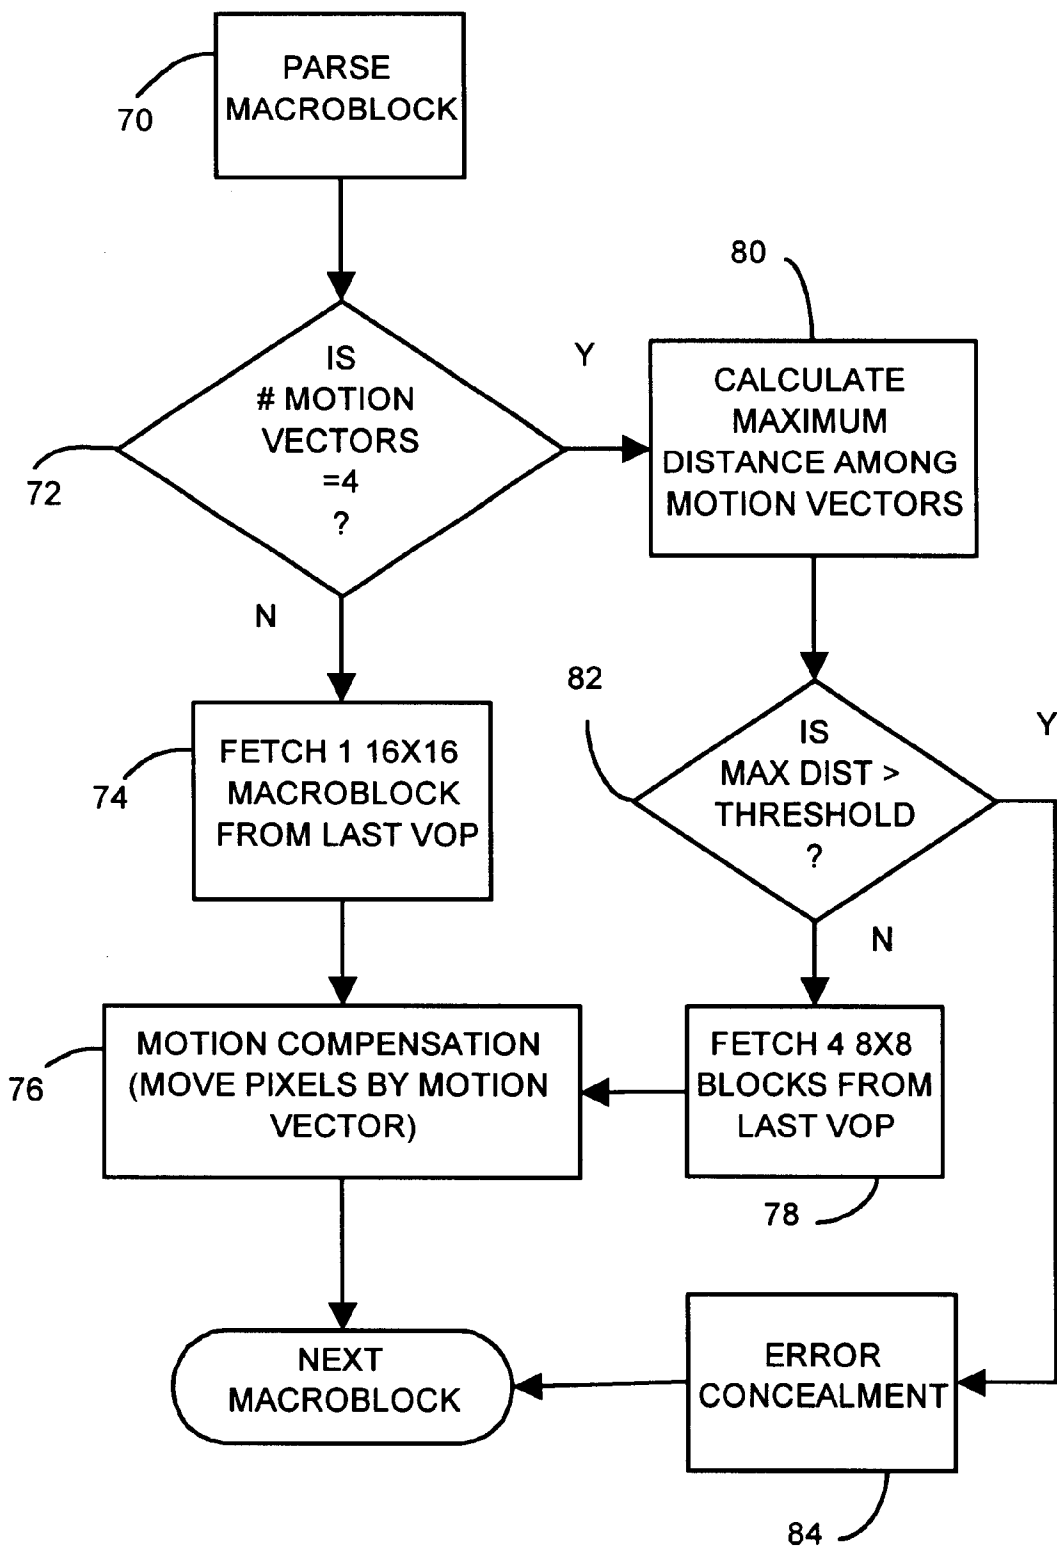 PARSE
MACROBLOCK
70
80
IS
# MOTION
VECTORS
=4
?
Y
72
CALCULATE
MAXIMUM
DISTANCE AMONG
MOTION VECTORS
N
82
FETCH 1 16X16
MACROBLOCK
FROM LAST VOP
74
IS
MAX DIST >
THRESHOLD
?
Y
N
MOTION COMPENSATION
(MOVE PIXELS BY MOTION
VECTOR)
76
FETCH 4 8X8
BLOCKS FROM
LAST VOP
78
NEXT
MACROBLOCK
ERROR
CONCEALMENT
84